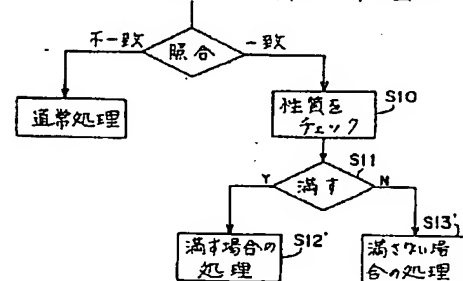 不一致
照合
一致
通常処理
性質を
チェック
S10
満す
S11
Y
N
満す場合の
処理
S12'
満さない場
合の処理
S13'